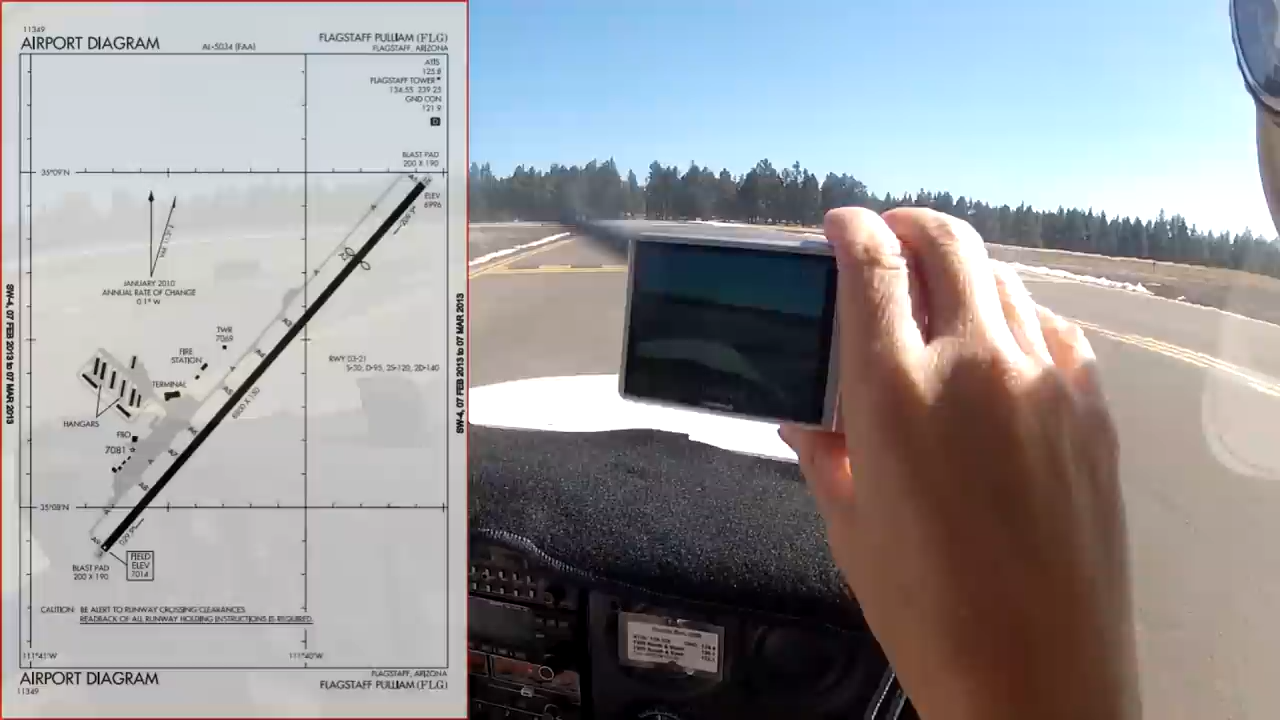 11349
AIRPORT DIAGRAM
AL-5034 (FAA)
FLAGSTAFF PULLIAM (FLG)
FLAGSTAFF, ARIZONA
ATIS
125.8
FLAGSTAFF TOWER*
134.55 239.25
GND CON
121.9
D
BLAST PAD
200 X 190
35°09'N
ELEV
6996
JANUARY 2010
ANNUAL RATE OF CHANGE
0.1° W
TWR
7069
FIRE
STATION
TERMINAL
RWY 03-21
S-50, D-95, 2S-120, 2D-140
HANGARS
FBO
7081
35°08'N
FIELD
ELEV
7014
BLAST PAD
200 X 190
CAUTION: BE ALERT TO RUNWAY CROSSING CLEARANCES.
READBACK OF ALL RUNWAY HOLDING INSTRUCTIONS IS REQUIRED.
111°41'W
111°40'W
AIRPORT DIAGRAM
11349
FLAGSTAFF, ARIZONA
FLAGSTAFF PULLIAM (FLG)
SW-4, 07 FEB 2013 to 07 MAR 2013
SW-4, 07 FEB 2013 to 07 MAR 2013